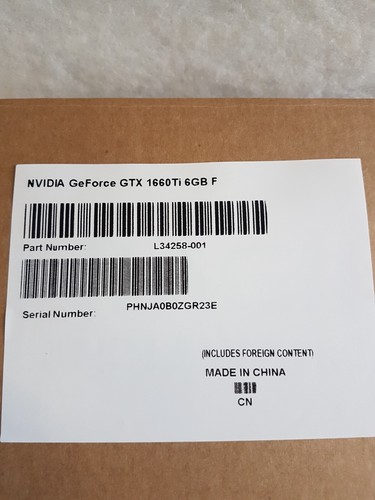 NVIDIA GeForce GTX 1660Ti 6GB F
Part Number: L34258-001
Serial Number: PHNJA0B0ZGR23E
(INCLUDES FOREIGN CONTENT)
MADE IN CHINA
CN